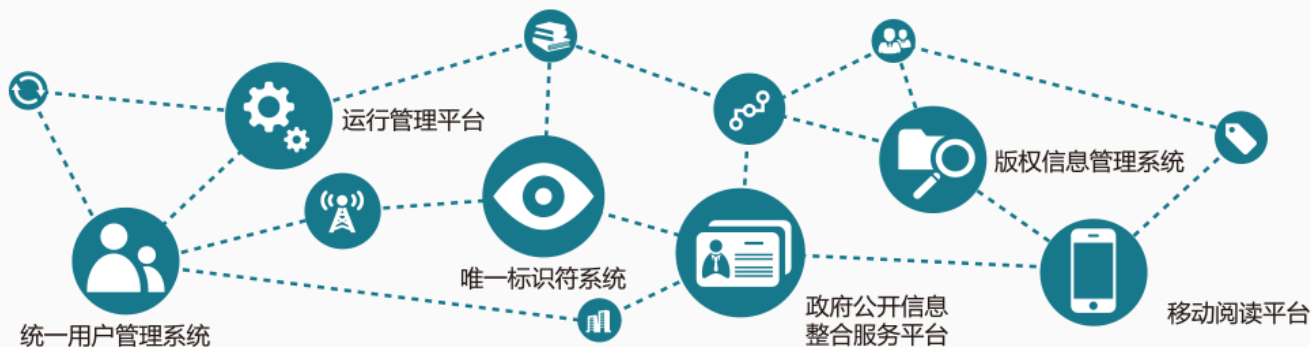 运行管理平台
版权信息管理系统
唯一标识符系统
政府公开信息
整合服务平台
移动阅读平台
统一用户管理系统